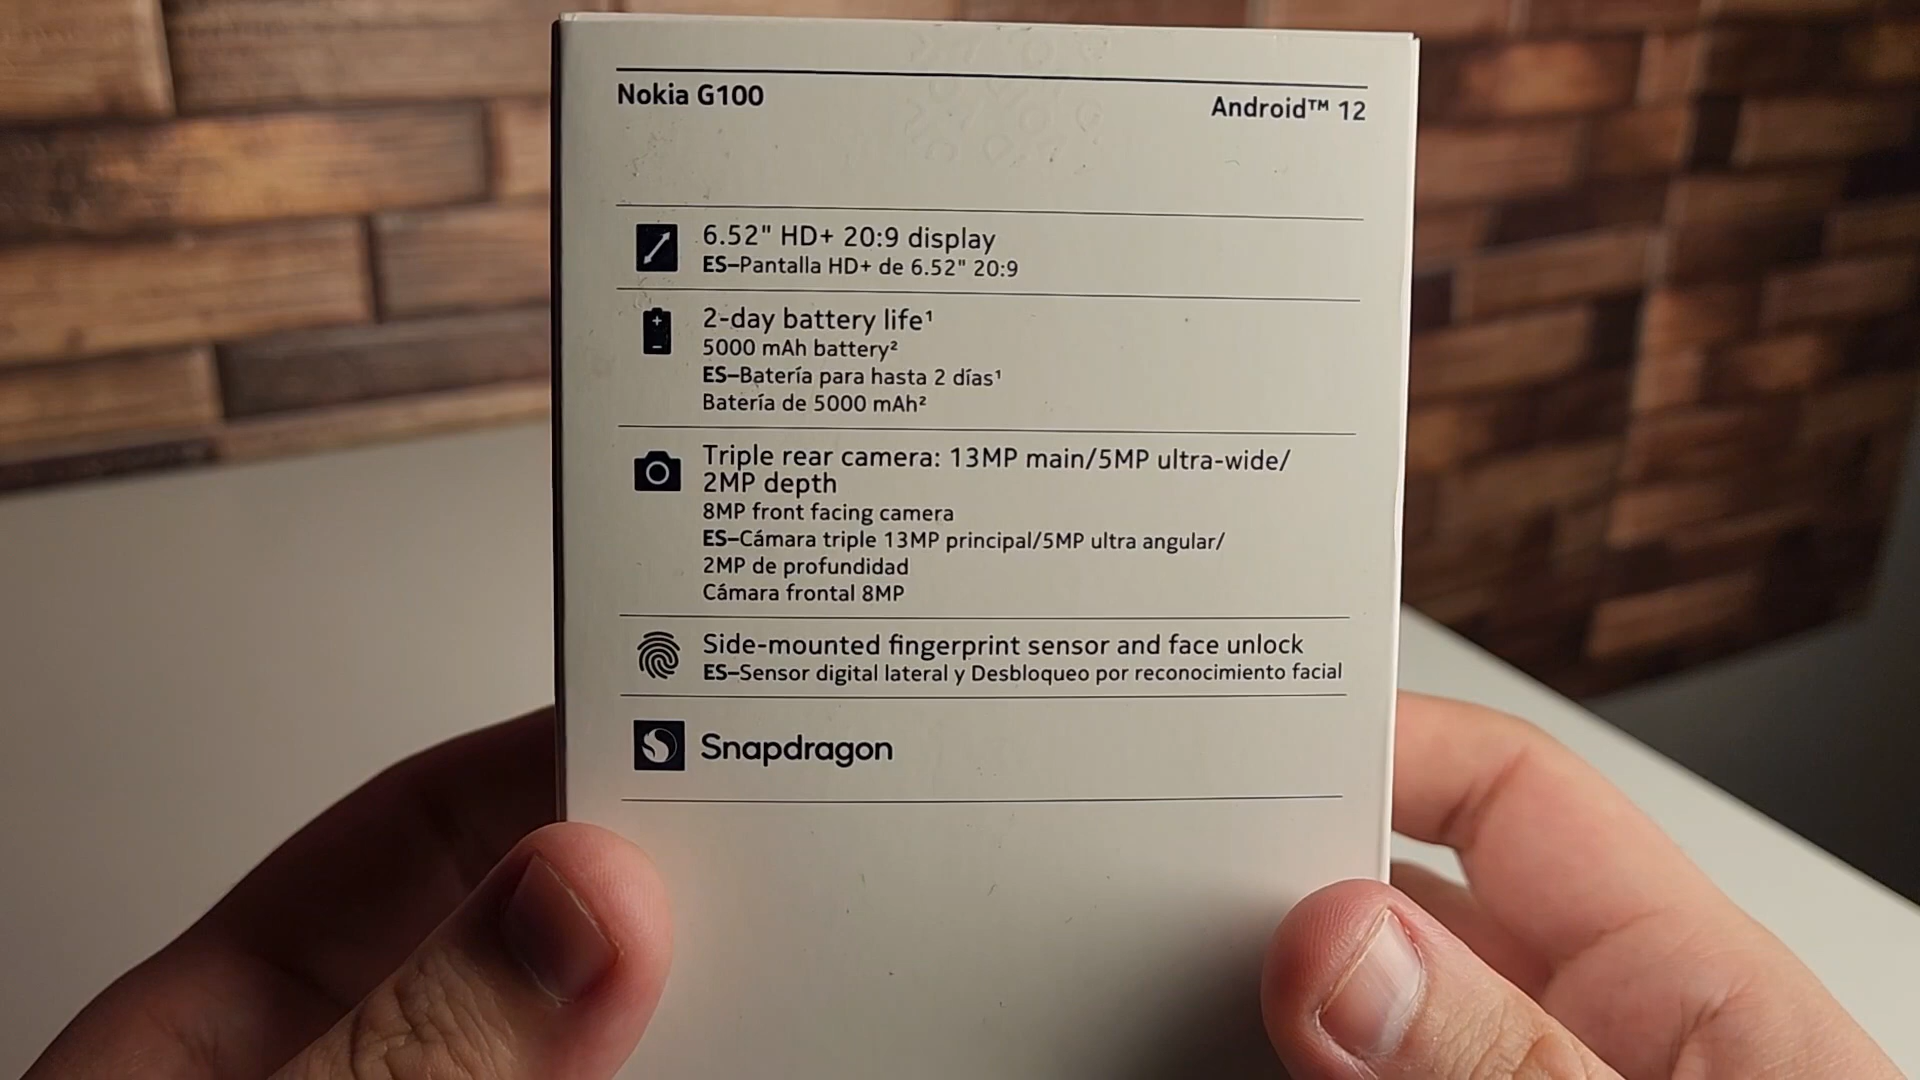 Nokia G100
Android™ 12
6.52" HD+ 20:9 display
ES–Pantalla HD+ de 6.52" 20:9
2-day battery life¹
5000 mAh battery²
ES–Batería para hasta 2 días¹
Batería de 5000 mAh²
Triple rear camera: 13MP main/5MP ultra-wide/
2MP depth
8MP front facing camera
ES–Cámara triple 13MP principal/5MP ultra angular/
2MP de profundidad
Cámara frontal 8MP
Side-mounted fingerprint sensor and face unlock
ES–Sensor digital lateral y Desbloqueo por reconocimiento facial
Snapdragon